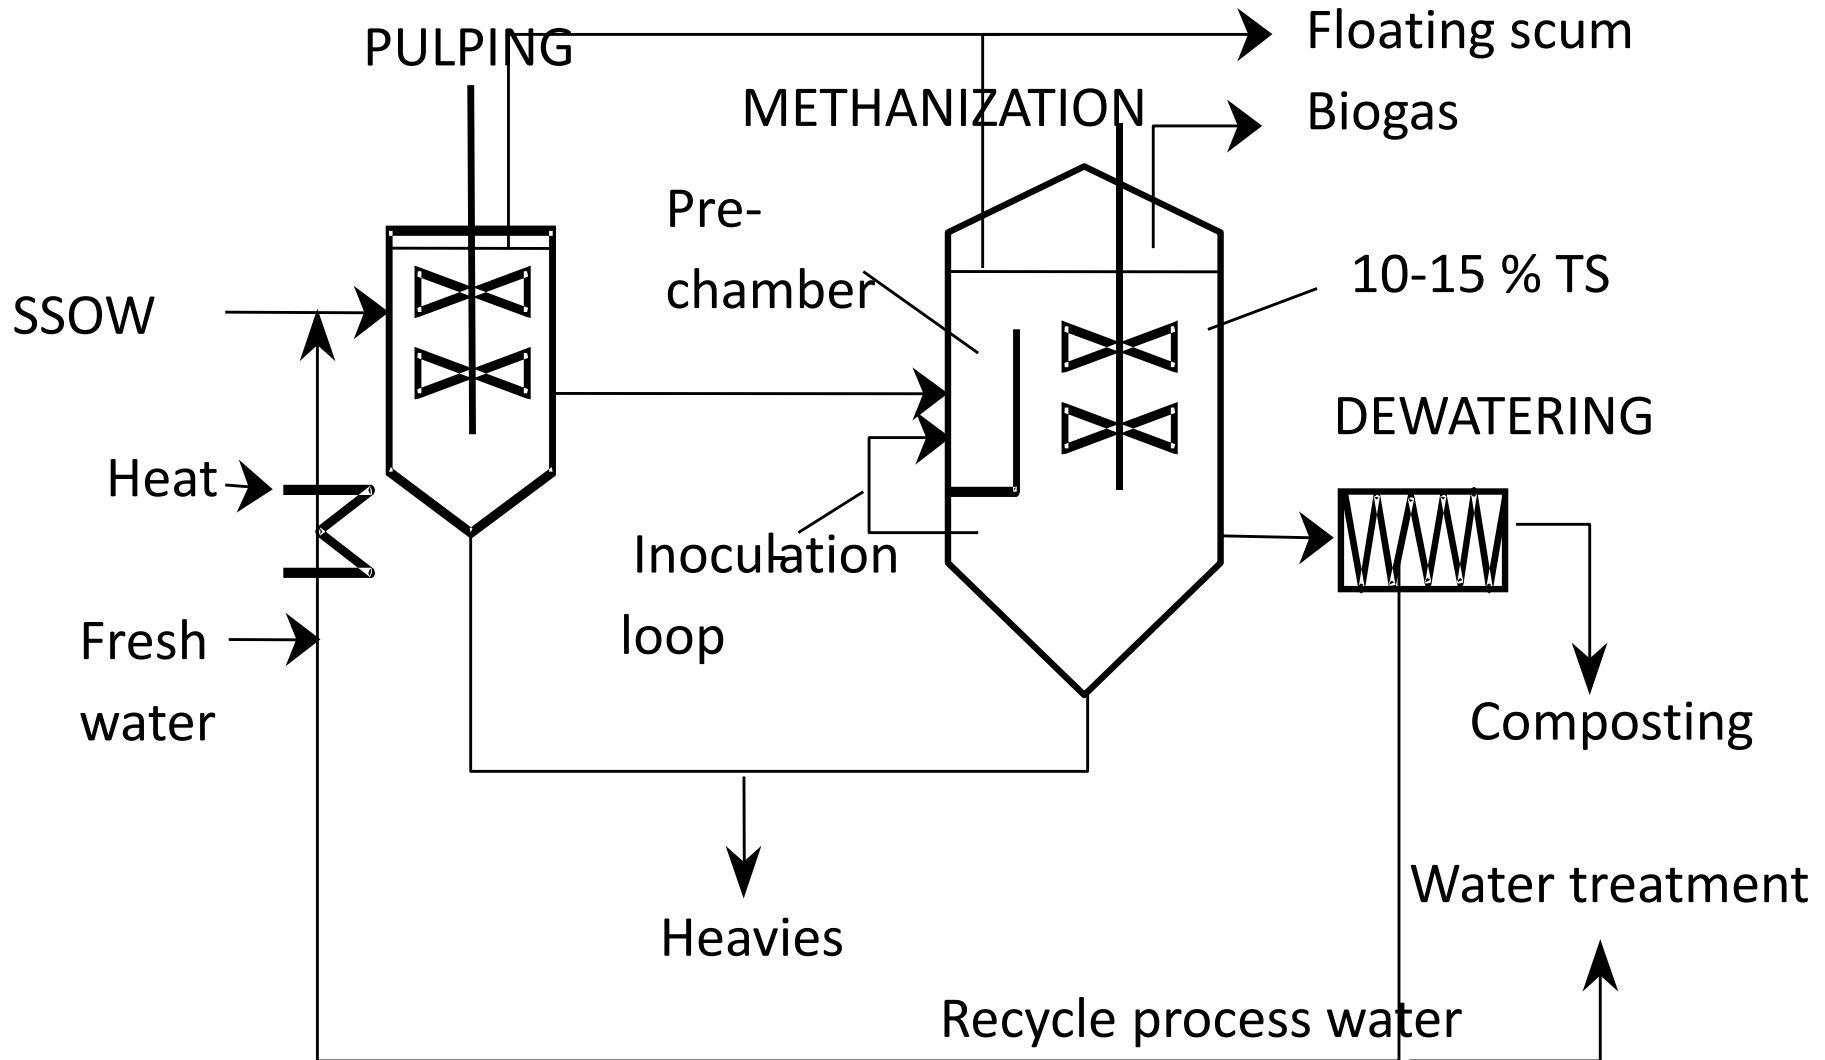 PULPING
Floating scum
METHANIZATION
Biogas
Pre-
chamber
10-15 % TS
SSOW
DEWATERING
Heat
Inoculation
loop
Fresh
water
Composting
Water treatment
Heavies
Recycle process water